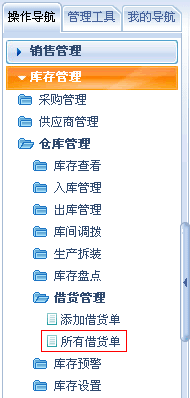 操作导航 管理工具 我的导航
销售管理
库存管理
采购管理
供应商管理
仓库管理
库存查看
入库管理
出库管理
库间调拨
生产拆装
库存盘点
借货管理
添加借货单
所有借货单
库存预警
库存设置